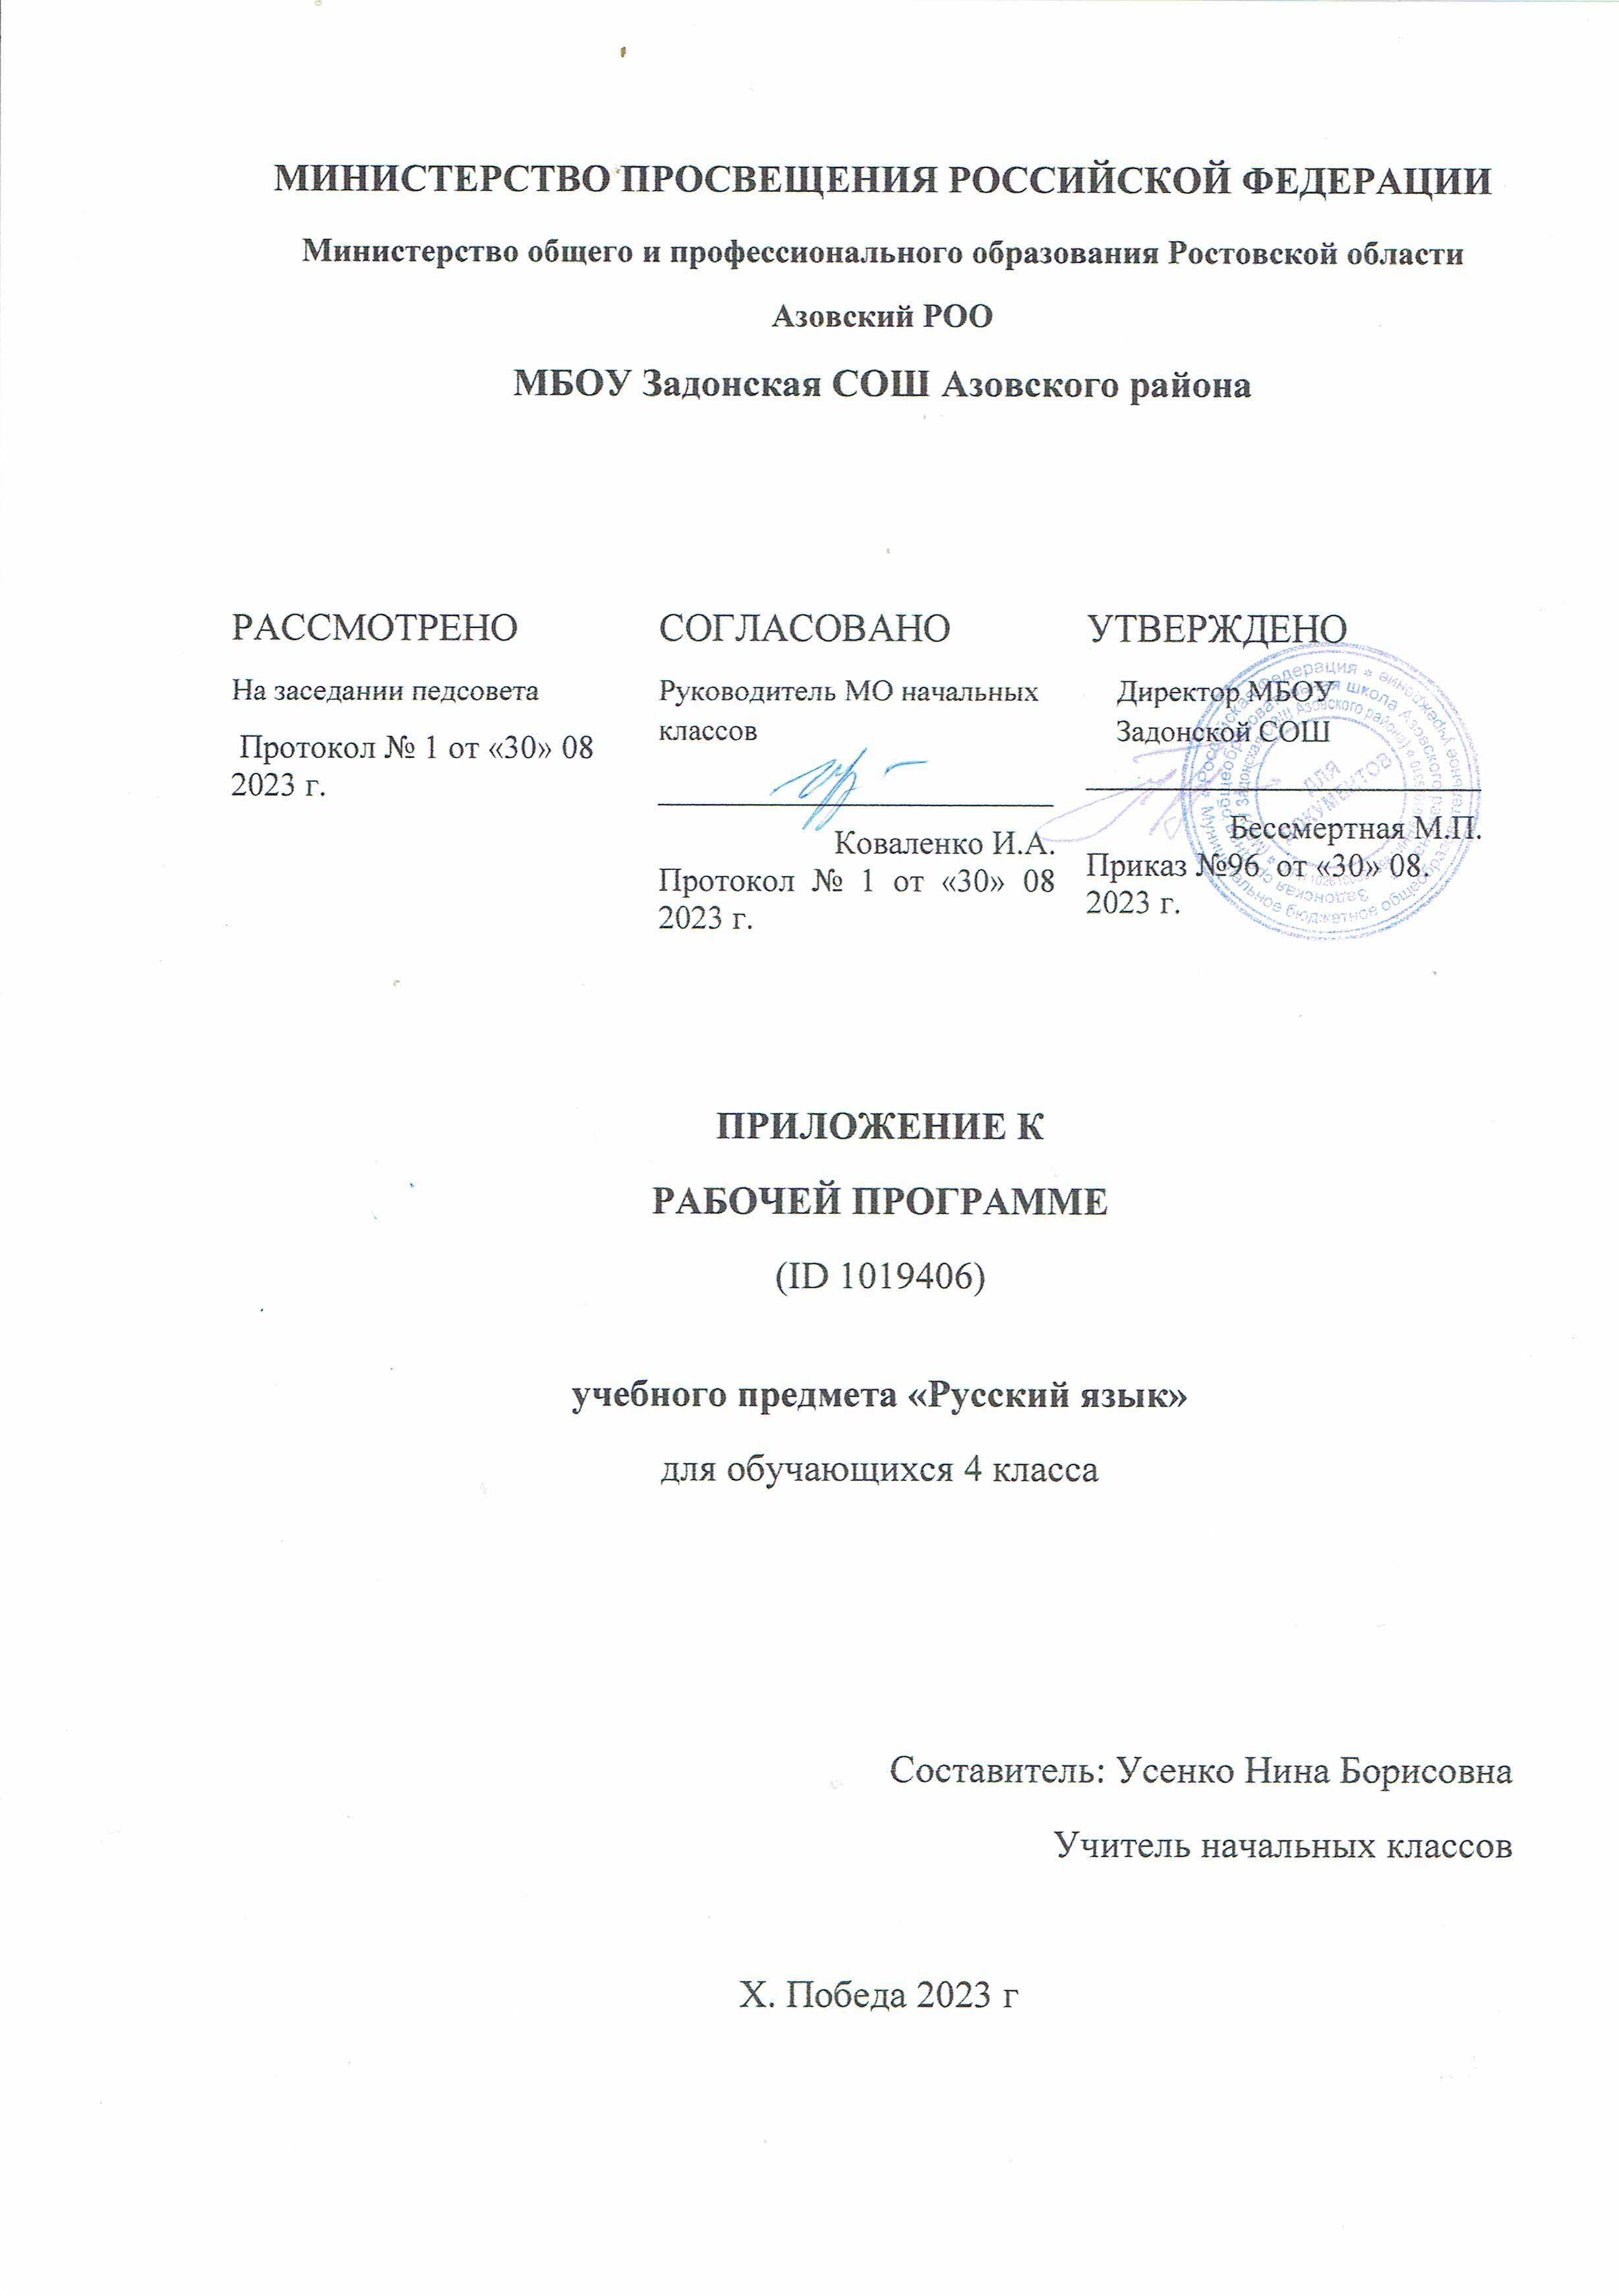 МИНИСТЕРСТВО ПРОСВЕЩЕНИЯ РОССИЙСКОЙ ФЕДЕРАЦИИ
Министерство общего и профессионального образования Ростовской области
Азовский РОО
МБОУ Задонская СОШ Азовского района
РАССМОТРЕНО
На заседании педсовета
Протокол № 1 от «30» 08
2023 г.
СОГЛАСОВАНО
Руководитель МО начальных
классов
Коваленко И.А.
Протокол № 1 от «30» 08
2023 г.
УТВЕРЖДЕНО
Директор МБОУ
Задонской СОШ
Бессмертная М.П.
Приказ №96 от «30» 08.
2023 г.
для
документов
ПРИЛОЖЕНИЕ К
РАБОЧЕЙ ПРОГРАММЕ
(ID 1019406)
учебного предмета «Русский язык»
для обучающихся 4 класса
Составитель: Усенко Нина Борисовна
Учитель начальных классов
Х. Победа 2023 г